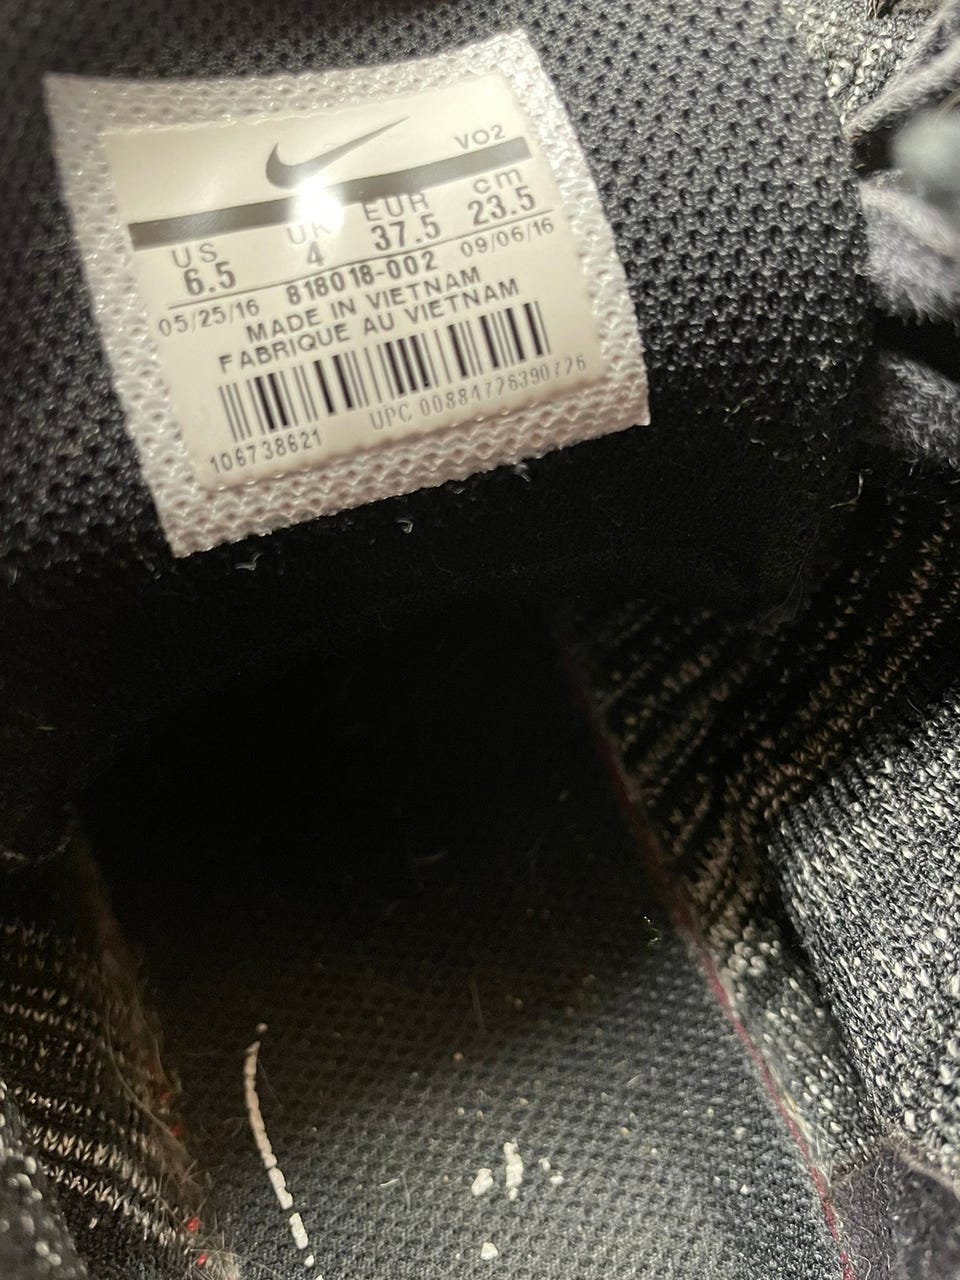 VO2
US UK EUR cm
6.5 4 37.5 23.5
05/25/16 818018-002 09/06/16
MADE IN VIETNAM
FABRIQUE AU VIETNAM
106738621 UPC 00884776390776